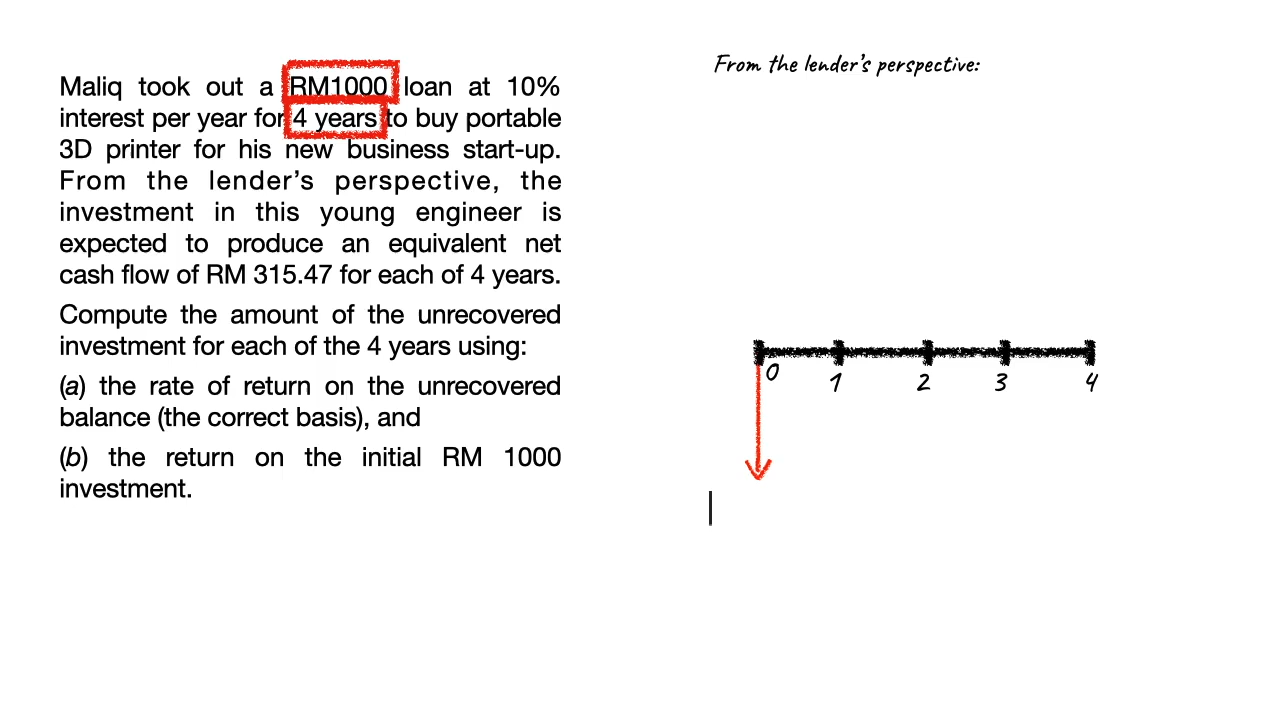 Maliq took out a RM1000 loan at 10%
interest per year for 4 years to buy portable
3D printer for his new business start-up.
From the lender's perspective, the
investment in this young engineer is
expected to produce an equivalent net
cash flow of RM 315.47 for each of 4 years.
Compute the amount of the unrecovered
investment for each of the 4 years using:
(a) the rate of return on the unrecovered
balance (the correct basis), and
(b) the return on the initial RM 1000
investment.
From the lender's perspective:
0 1 2 3 4